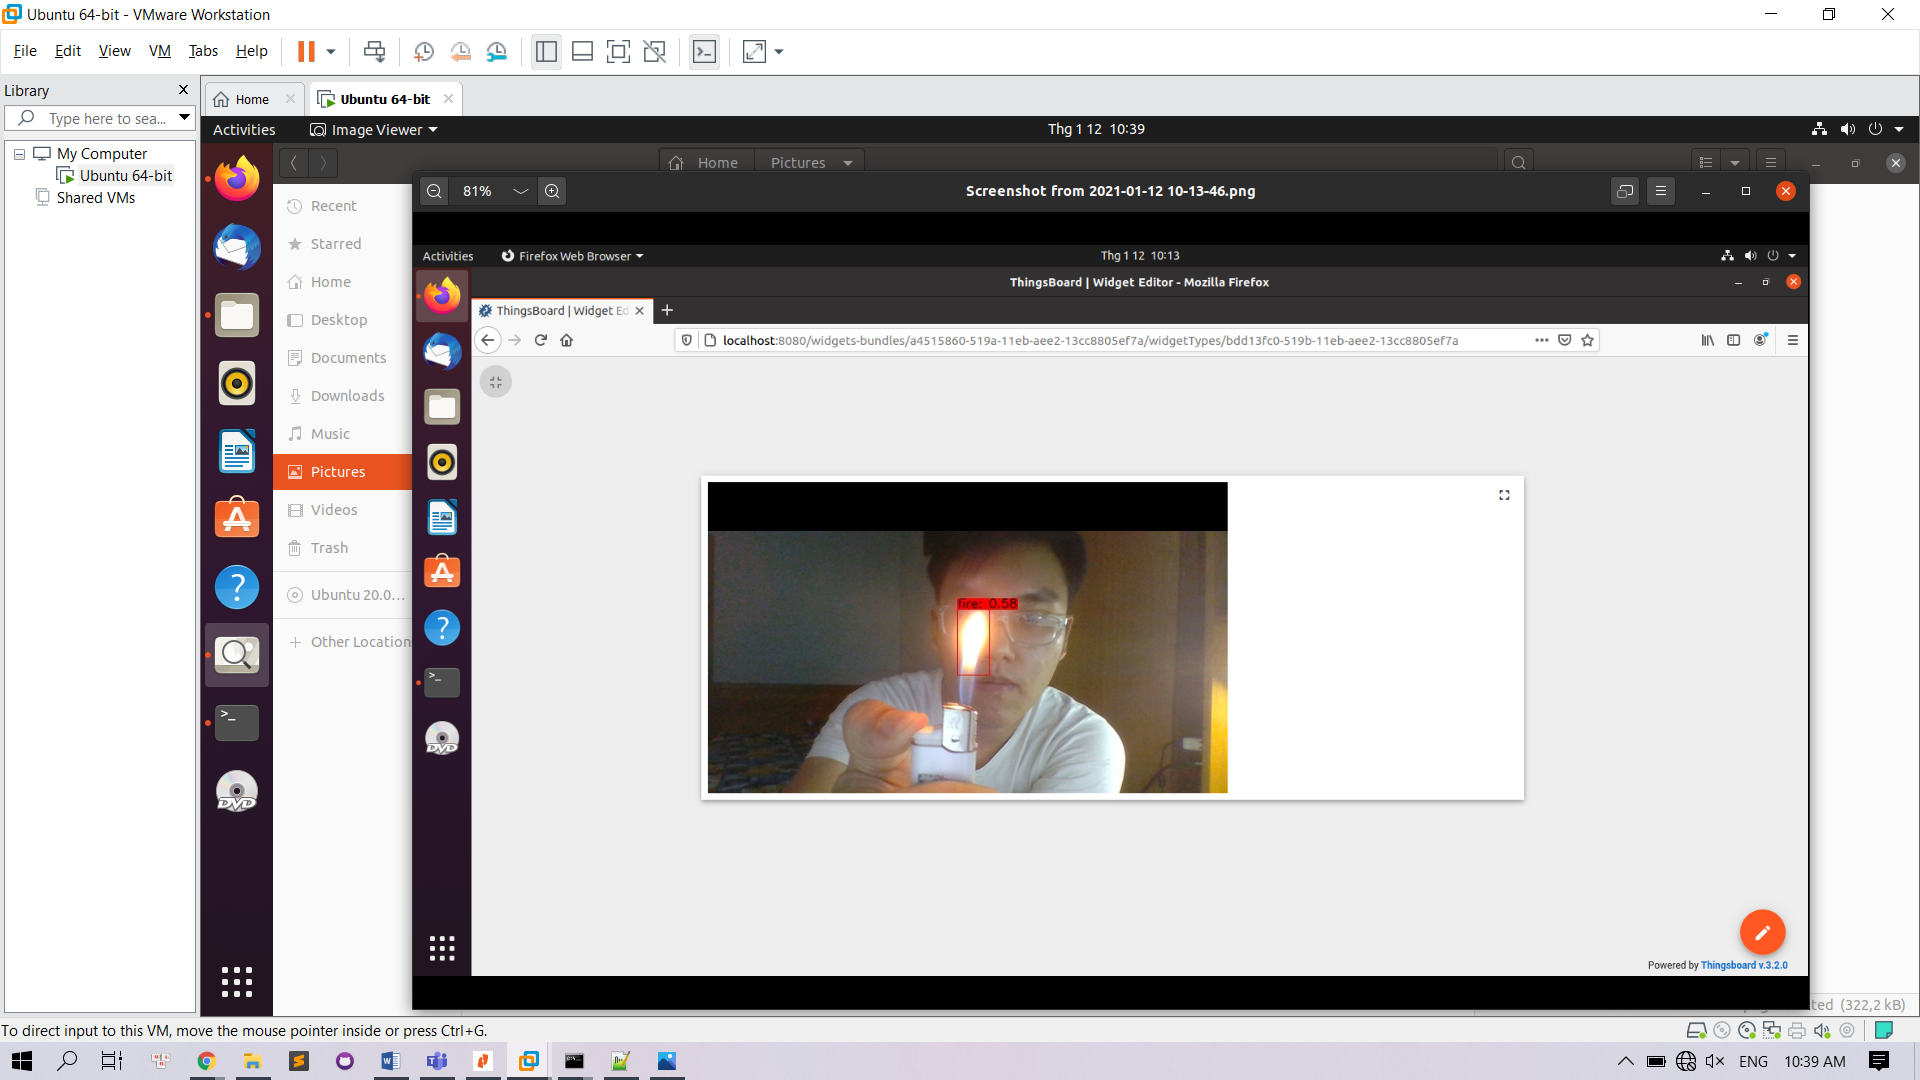 Ubuntu 64-bit - VMware Workstation
File Edit View VM Tabs Help
Library
Home
Ubuntu 64-bit
Type here to sea...
My Computer
Ubuntu 64-bit
Shared VMs
Activities
Image Viewer
Thg 1 12 10:39
Home
Pictures
Recent
Starred
Home
Desktop
Documents
Downloads
Music
Pictures
Videos
Trash
Ubuntu 20.0...
Other Location
81%
Screenshot from 2021-01-12 10-13-46.png
Activities
Firefox Web Browser
Thg 1 12 10:13
ThingsBoard | Widget Editor - Mozilla Firefox
ThingsBoard | Widget Ed
localhost:8080/widgets-bundles/a4515860-519a-11eb-aee2-13cc8805ef7a/widgetTypes/bdd13fc0-519b-11eb-aee2-13cc8805ef7a
fire: 0.58
DVD
DVD
Powered by Thingsboard v.3.2.0
ted (322,2 kB)
To direct input to this VM, move the mouse pointer inside or press Ctrl+G.
ENG
10:39 AM